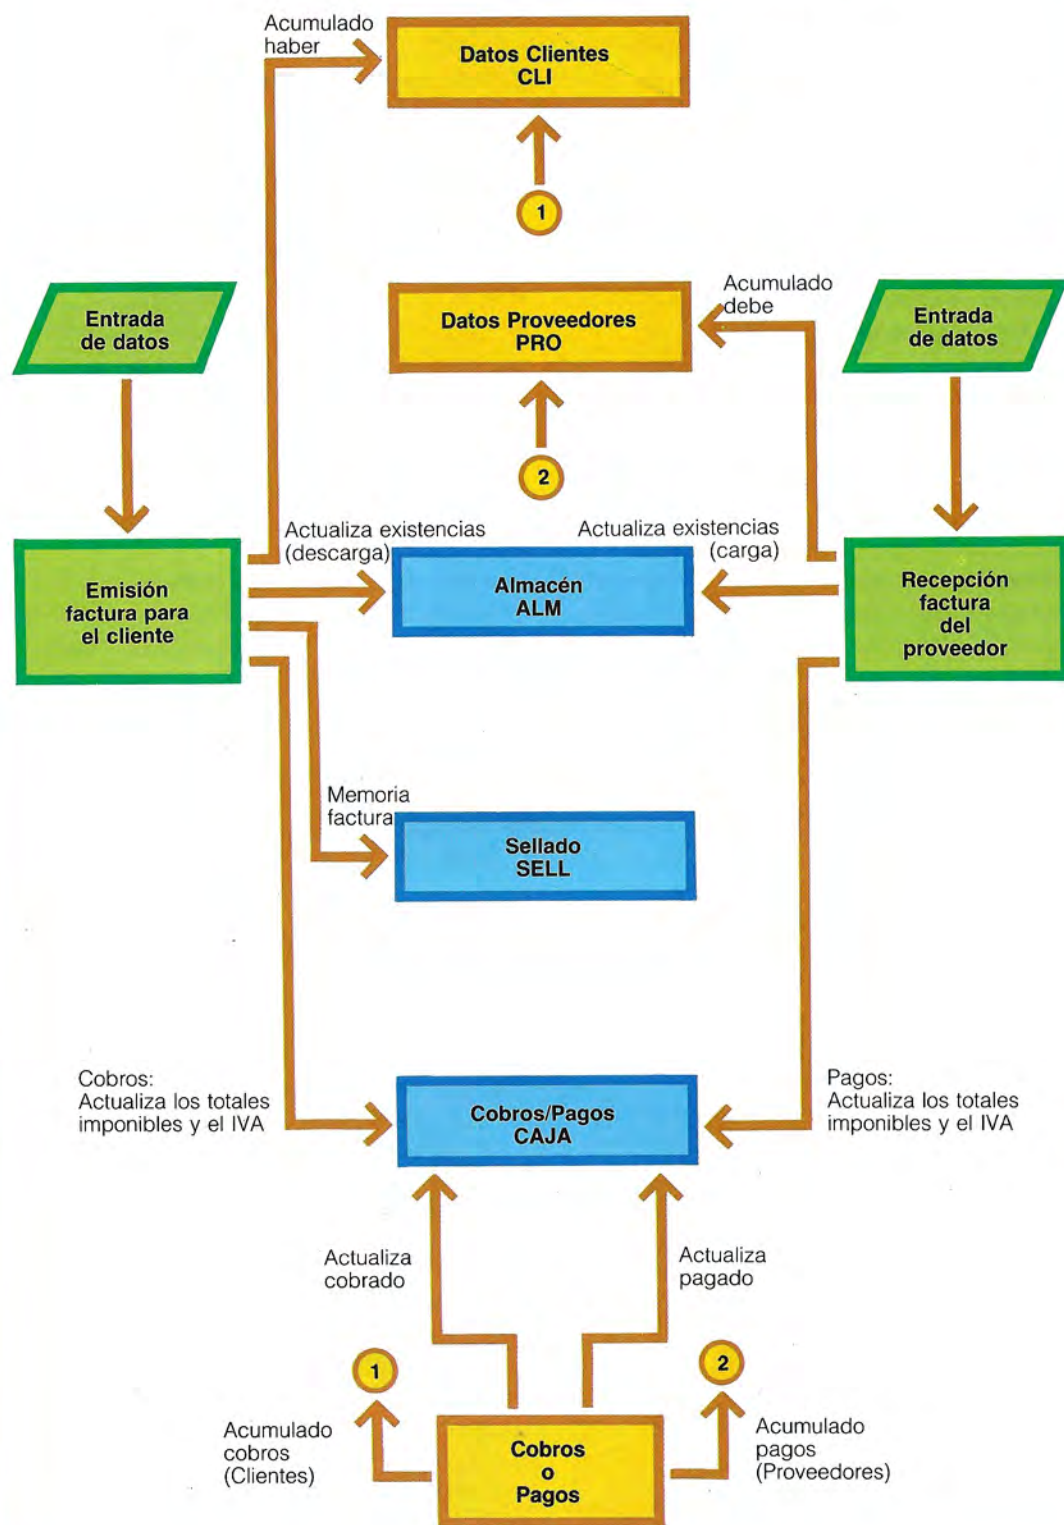 Acumulado
haber
Datos Clientes
CLI
1
Entrada
de datos
Datos Proveedores
PRO
Acumulado
debe
Entrada
de datos
2
Actualiza existencias
(descarga)
Actualiza existencias
(carga)
Emisión
factura para
el cliente
Almacén
ALM
Recepción
factura
del
proveedor
Memoria
factura
Sellado
SELL
Cobros:
Actualiza los totales
imponibles y el IVA
Cobros/Pagos
CAJA
Pagos:
Actualiza los totales
imponibles y el IVA
Actualiza
cobrado
Actualiza
pagado
1
2
Acumulado
cobros
(Clientes)
Cobros
o
Pagos
Acumulado
pagos
(Proveedores)